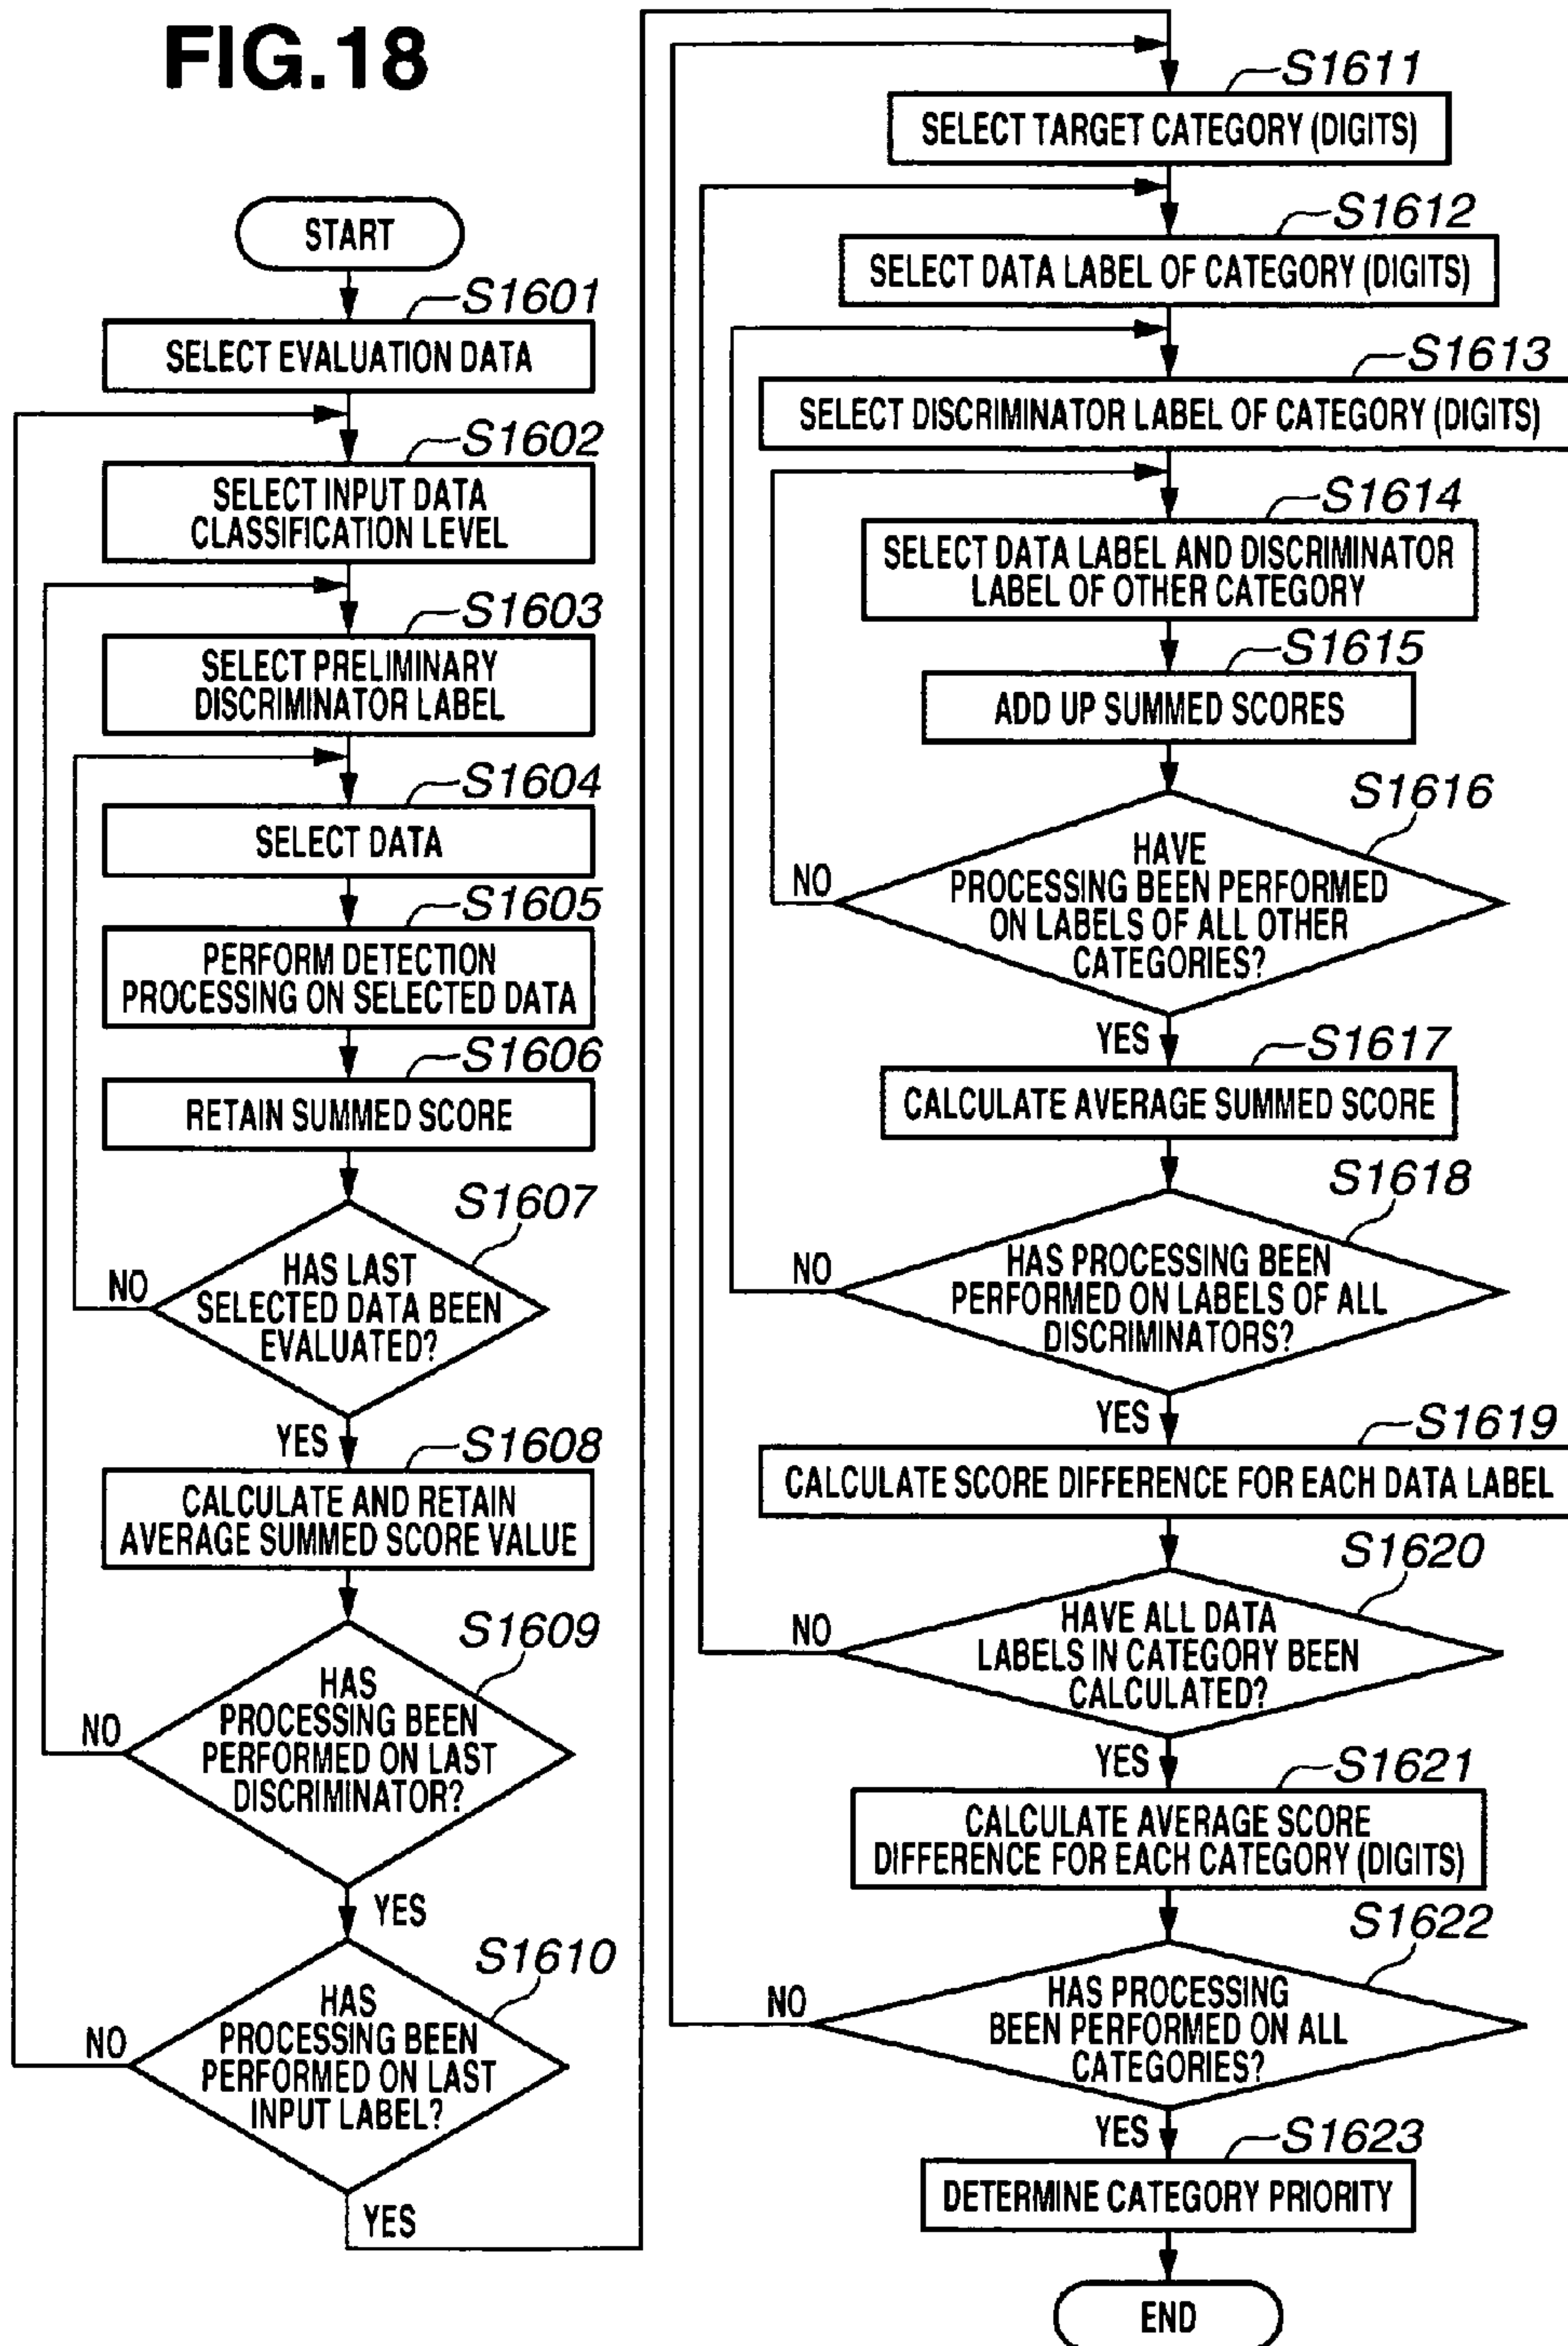 FIG.18
START
S1601
SELECT EVALUATION DATA
S1602
SELECT INPUT DATA
CLASSIFICATION LEVEL
S1603
SELECT PRELIMINARY
DISCRIMINATOR LABEL
S1604
SELECT DATA
S1605
PERFORM DETECTION
PROCESSING ON SELECTED DATA
S1606
RETAIN SUMMED SCORE
S1607
HAS LAST
SELECTED DATA BEEN
EVALUATED?
NO
YES
S1608
CALCULATE AND RETAIN
AVERAGE SUMMED SCORE VALUE
S1609
HAS
PROCESSING BEEN
PERFORMED ON LAST
DISCRIMINATOR?
NO
YES
S1610
HAS
PROCESSING BEEN
PERFORMED ON LAST
INPUT LABEL?
NO
YES
S1611
SELECT TARGET CATEGORY (DIGITS)
S1612
SELECT DATA LABEL OF CATEGORY (DIGITS)
S1613
SELECT DISCRIMINATOR LABEL OF CATEGORY (DIGITS)
S1614
SELECT DATA LABEL AND DISCRIMINATOR
LABEL OF OTHER CATEGORY
S1615
ADD UP SUMMED SCORES
S1616
HAVE
PROCESSING BEEN PERFORMED
ON LABELS OF ALL OTHER
CATEGORIES?
NO
YES
S1617
CALCULATE AVERAGE SUMMED SCORE
S1618
HAS PROCESSING BEEN
PERFORMED ON LABELS OF ALL
DISCRIMINATORS?
NO
YES
S1619
CALCULATE SCORE DIFFERENCE FOR EACH DATA LABEL
S1620
HAVE ALL DATA
LABELS IN CATEGORY BEEN
CALCULATED?
NO
YES
S1621
CALCULATE AVERAGE SCORE
DIFFERENCE FOR EACH CATEGORY (DIGITS)
S1622
HAS PROCESSING
BEEN PERFORMED ON ALL
CATEGORIES?
NO
YES
S1623
DETERMINE CATEGORY PRIORITY
END